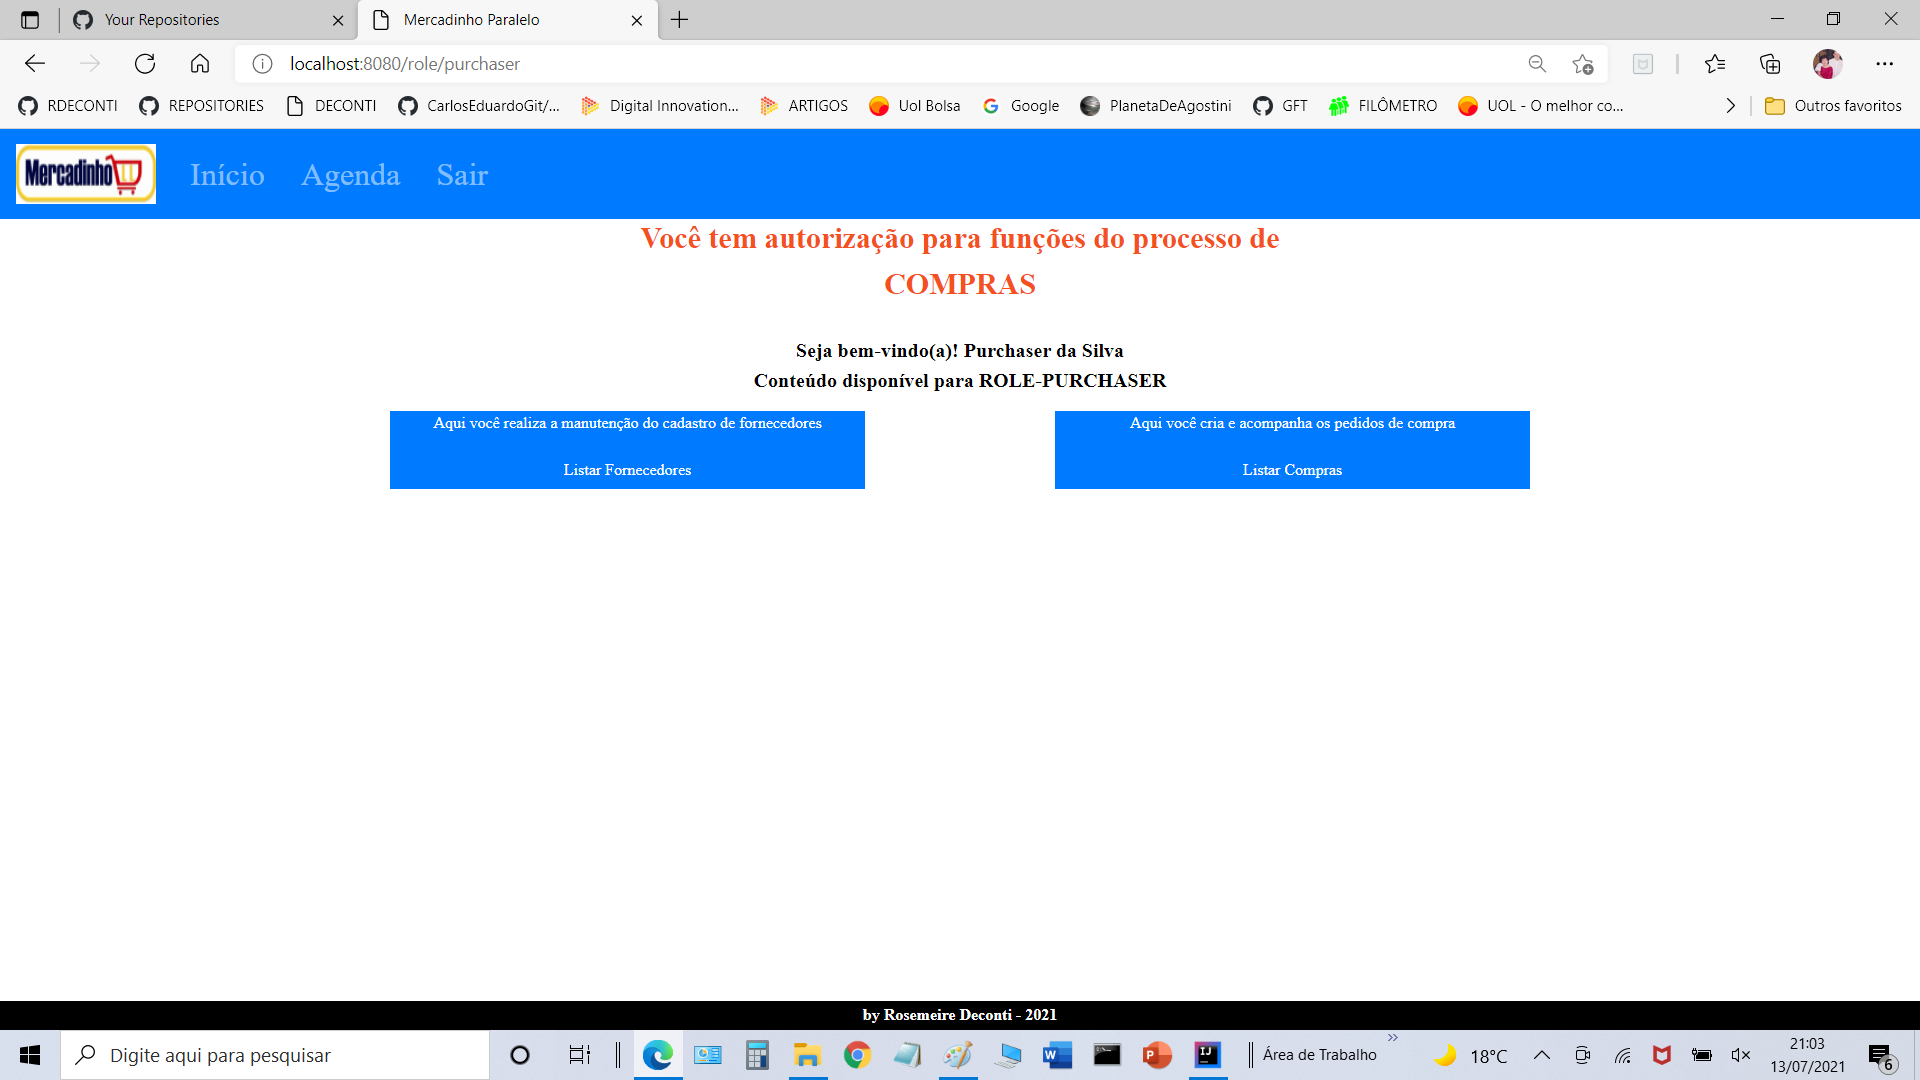 Your Repositories
Mercadinho Paralelo
localhost:8080/role/purchaser
RDECONTI REPOSITORIES DECONTI CarlosEduardoGit/... Digital Innovation... ARTIGOS Uol Bolsa Google PlanetaDeAgostini GFT FILÔMETRO UOL - O melhor co... Outros favoritos
Mercadinho Início Agenda Sair
Você tem autorização para funções do processo de
COMPRAS
Seja bem-vindo(a)! Purchaser da Silva
Conteúdo disponível para ROLE-PURCHASER
Aqui você realiza a manutenção do cadastro de fornecedores
Listar Fornecedores
Aqui você cria e acompanha os pedidos de compra
Listar Compras
by Rosemeire Deconti - 2021
Digite aqui para pesquisar
Área de Trabalho
18°C
21:03
13/07/2021
6